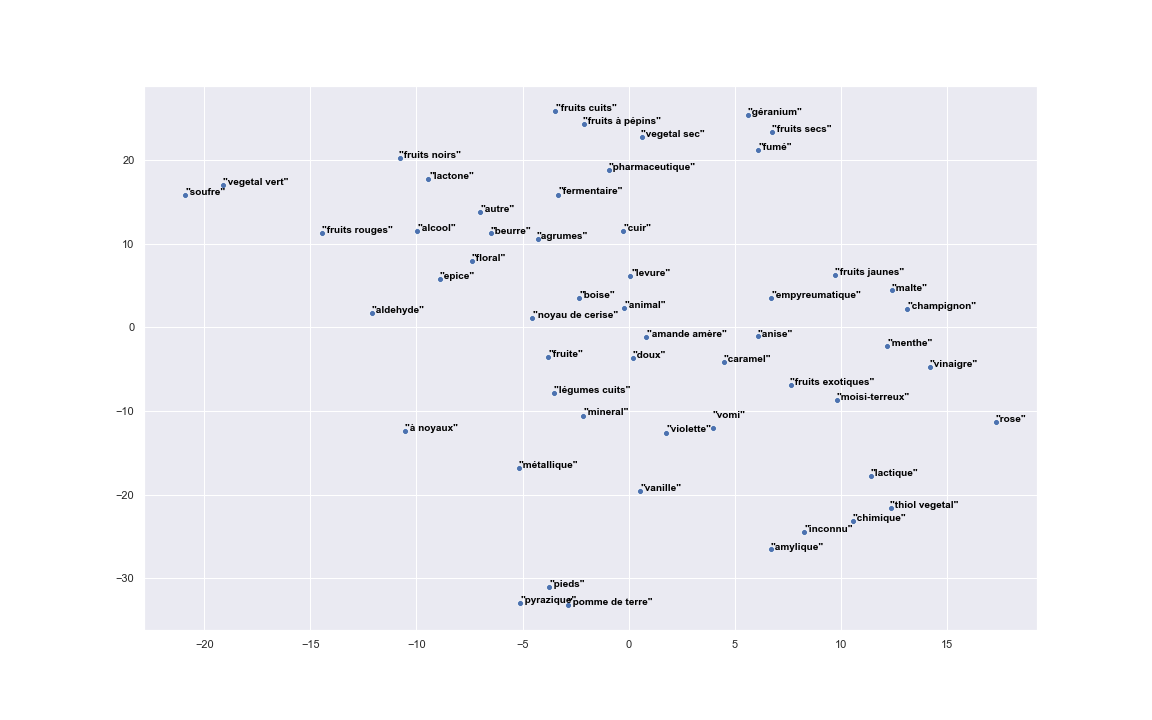 "fruits cuits"
"géranium"
"fruits à pépins"
"fruits secs"
"vegetal sec"
"fumé"
20
"fruits noirs"
"pharmaceutique"
"lactone"
"vegetal vert"
"soufre"
"fermentaire"
"autre"
"fruits rouges"
"alcool"
"beurre"
"agrumes"
"cuir"
10
"floral"
"epice"
"levure"
"fruits jaunes"
"malte"
"boise"
"empyreumatique"
"animal"
"champignon"
"aldehyde"
"noyau de cerise"
0
"amande amère"
"anise"
"menthe"
"fruite"
"doux"
"caramel"
"vinaigre"
"fruits exotiques"
"légumes cuits"
"moisi-terreux"
−10
"mineral"
"vomi"
"rose"
"à noyaux"
"violette"
"métallique"
"lactique"
"vanille"
−20
"thiol vegetal"
"chimique"
"inconnu"
"amylique"
−30
"pieds"
"pyrazique"
"pomme de terre"
−20 −15 −10 −5 0 5 10 15